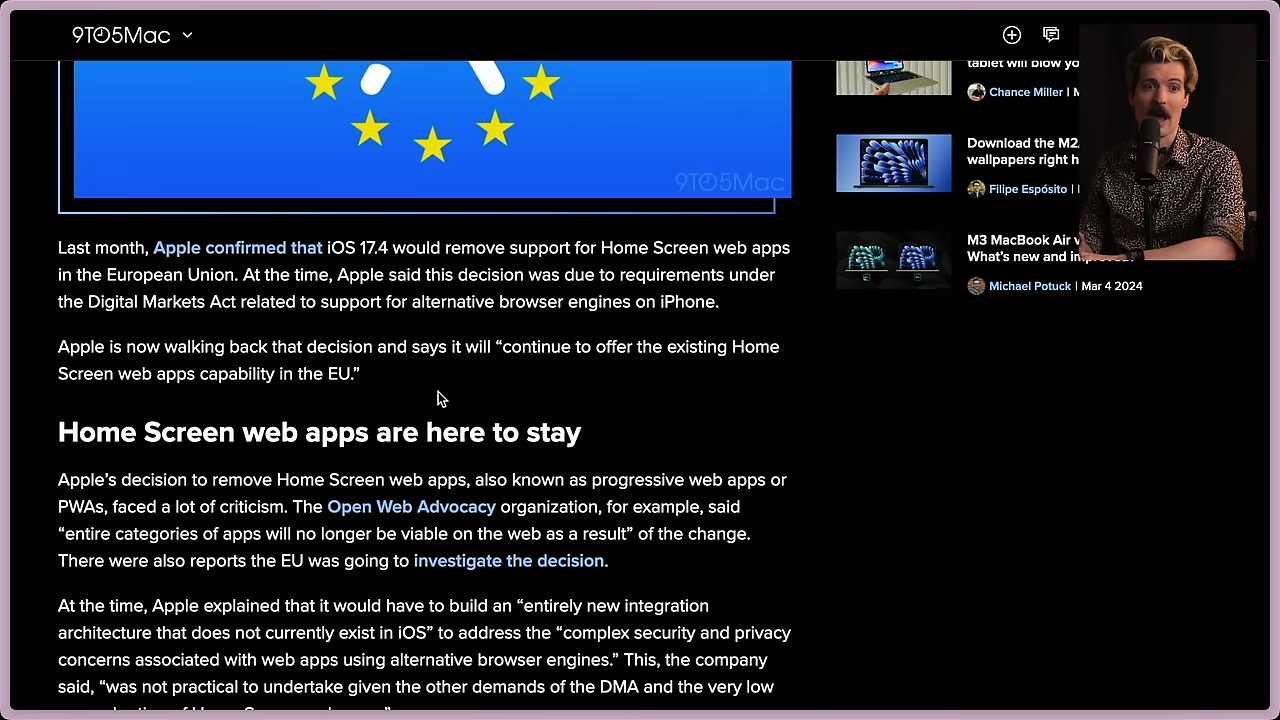 9TO5Mac
9TO5Mac
Last month, Apple confirmed that iOS 17.4 would remove support for Home Screen web apps
in the European Union. At the time, Apple said this decision was due to requirements under
the Digital Markets Act related to support for alternative browser engines on iPhone.
Apple is now walking back that decision and says it will “continue to offer the existing Home
Screen web apps capability in the EU.”
Home Screen web apps are here to stay
Apple’s decision to remove Home Screen web apps, also known as progressive web apps or
PWAs, faced a lot of criticism. The Open Web Advocacy organization, for example, said
“entire categories of apps will no longer be viable on the web as a result” of the change.
There were also reports the EU was going to investigate the decision.
At the time, Apple explained that it would have to build an “entirely new integration
architecture that does not currently exist in iOS” to address the “complex security and privacy
concerns associated with web apps using alternative browser engines.” This, the company
said, “was not practical to undertake given the other demands of the DMA and the very low
tablet will blow
Chance Miller |
Download the M2
wallpapers right
Filipe Espósito |
M3 MacBook Air
What’s new and
Michael Potuck | Mar 4 2024